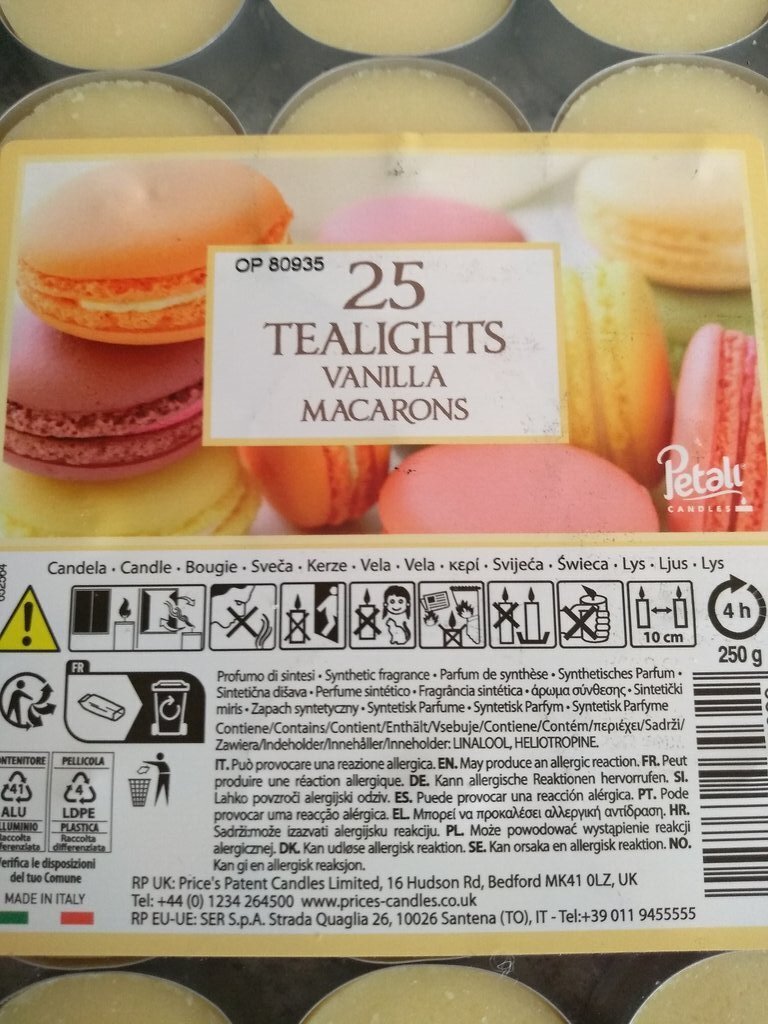 OP 80935
25
TEALIGHTS
VANILLA
MACARONS
Petali
CANDLES
Candela · Candle · Bougie · Sveča · Kerze · Vela · Vela · κερί · Svijeća · Świeca · Lys · Ljus · Lys
10 cm
4 h
250 g
FR
Profumo di sintesi · Synthetic fragrance · Parfum de synthèse · Synthetisches Parfum ·
Sintetična dišava · Perfume sintético · Fragrância sintética · άρωμα σύνθεσης · Sintetički
miris · Zapach syntetyczny · Syntetisk Parfume · Syntetisk Parfym · Syntetisk Parfyme
Contiene/Contains/Contient/Enthält/Vsebuje/Contiene/Contém/περιέχει/Sadrži/
Zawiera/Indeholder/Innehåller/Inneholder: LINALOOL, HELIOTROPINE.
IT. Può provocare una reazione allergica. EN. May produce an allergic reaction. FR. Peut
produire une réaction allergique. DE. Kann allergische Reaktionen hervorrufen. SI.
Lahko povzroči alergijski odziv. ES. Puede provocar una reacción alérgica. PT. Pode
provocar uma reacção alérgica. EL. Μπορεί να προκαλέσει αλλεργική αντίδραση. HR.
Sadrži:može izazvati alergijsku reakciju. PL. Może powodować wystąpienie reakcji
alergicznej. DK. Kan udløse allergisk reaktion. SE. Kan orsaka en allergisk reaktion. NO.
Kan gi en allergisk reaksjon.
PELLICOLA
41
ALU
4
LDPE
PLASTICA
Raccolta
differenziata
del tuo Comune
MADE IN ITALY
RP UK: Price's Patent Candles Limited, 16 Hudson Rd, Bedford MK41 0LZ, UK
Tel: +44 (0) 1234 264500 www.prices-candles.co.uk
RP EU-UE: SER S.p.A. Strada Quaglia 26, 10026 Santena (TO), IT - Tel:+39 011 9455555